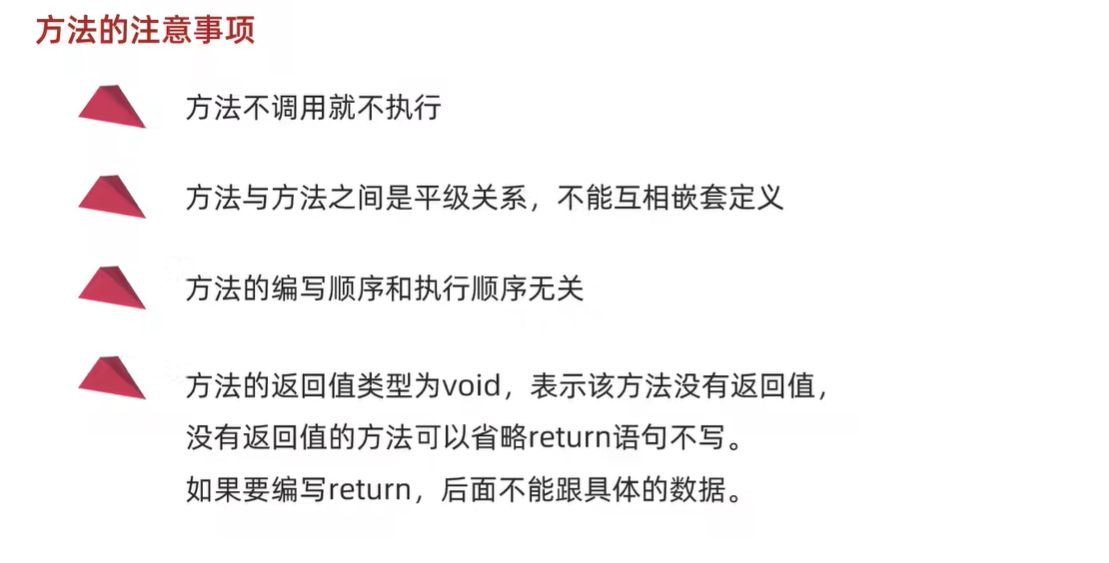 方法的注意事项
方法不调用就不执行
方法与方法之间是平级关系，不能互相嵌套定义
方法的编写顺序和执行顺序无关
方法的返回值类型为void，表示该方法没有返回值，
没有返回值的方法可以省略return语句不写。
如果要编写return，后面不能跟具体的数据。